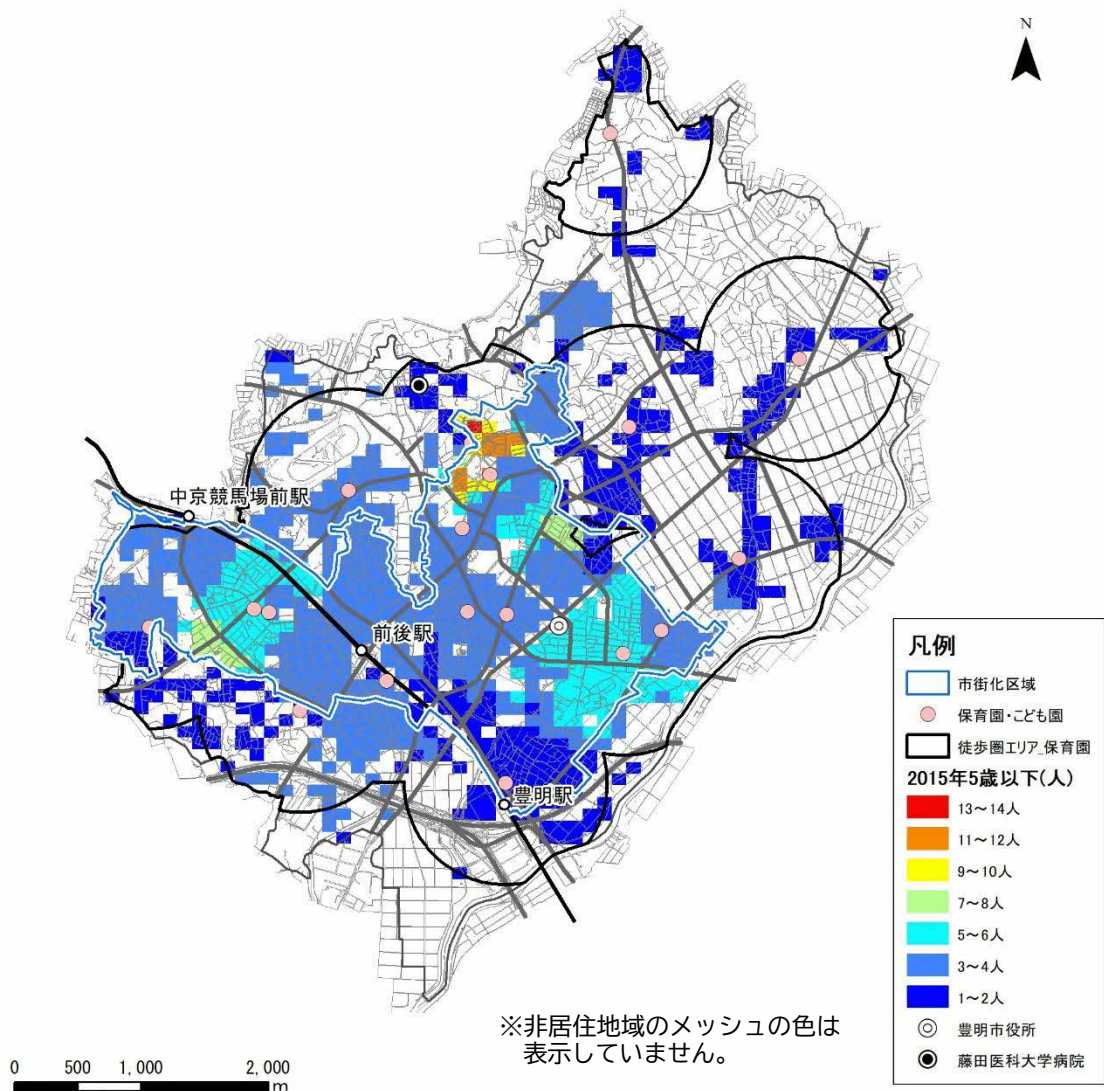 N
中京競馬場前駅
前後駅
豊明駅
凡例
市街化区域
保育園・こども園
徒歩圏エリア_保育園
2015年5歳以下(人)
13～14人
11～12人
9～10人
7～8人
5～6人
3～4人
1～2人
豊明市役所
藤田医科大学病院
※非居住地域のメッシュの色は
表示していません。
0 500 1,000 2,000
m